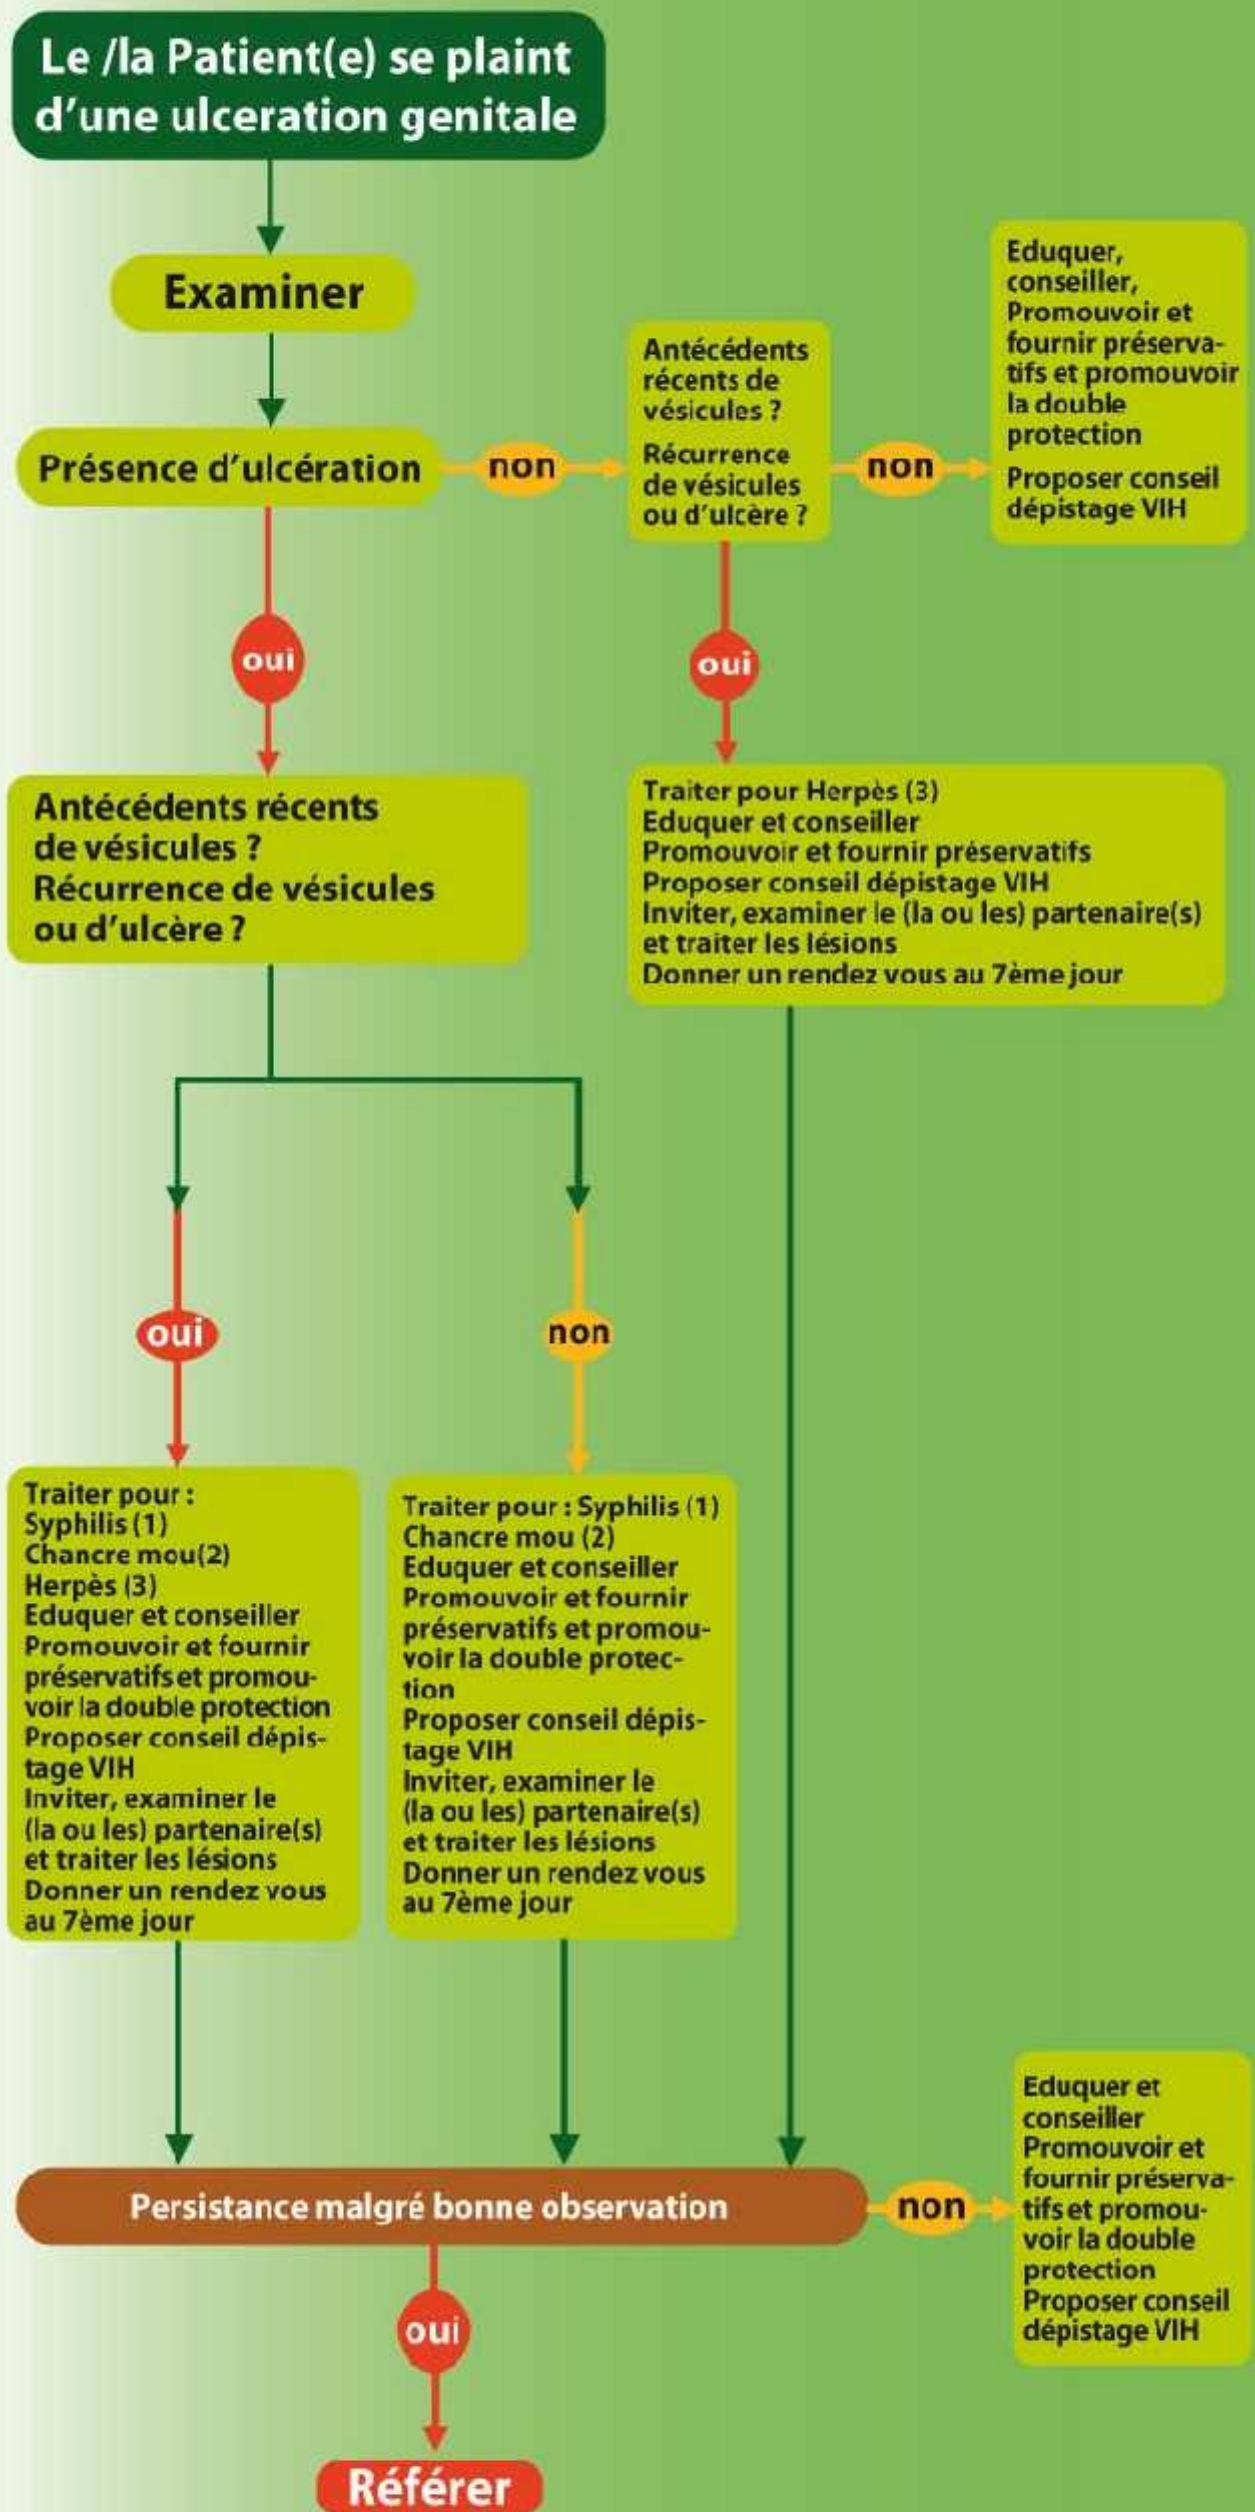 Le /la Patient(e) se plaint
d'une ulceration genitale
Examiner
Présence d'ulcération
non
Antécédents
récents de
vésicules ?
Récurrence
de vésicules
ou d'ulcère ?
non
Eduquer,
conseiller,
Promouvoir et
fournir préserva-
tifs et promouvoir
la double
protection
Proposer conseil
dépistage VIH
oui
oui
Antécédents récents
de vésicules ?
Récurrence de vésicules
ou d'ulcère ?
Traiter pour Herpès (3)
Eduquer et conseiller
Promouvoir et fournir préservatifs
Proposer conseil dépistage VIH
Inviter, examiner le (la ou les) partenaire(s)
et traiter les lésions
Donner un rendez vous au 7ème jour
oui
non
Traiter pour :
Syphilis (1)
Chancre mou(2)
Herpès (3)
Eduquer et conseiller
Promouvoir et fournir
préservatifs et promou-
voir la double protection
Proposer conseil dépis-
tage VIH
Inviter, examiner le
(la ou les) partenaire(s)
et traiter les lésions
Donner un rendez vous
au 7ème jour
Traiter pour : Syphilis (1)
Chancre mou (2)
Eduquer et conseiller
Promouvoir et fournir
préservatifs et promou-
voir la double protec-
tion
Proposer conseil dépis-
tage VIH
Inviter, examiner le
(la ou les) partenaire(s)
et traiter les lésions
Donner un rendez vous
au 7ème jour
Persistance malgré bonne observation
non
Eduquer et
conseiller
Promouvoir et
fournir préserva-
tifs et promou-
voir la double
protection
Proposer conseil
dépistage VIH
oui
Référer